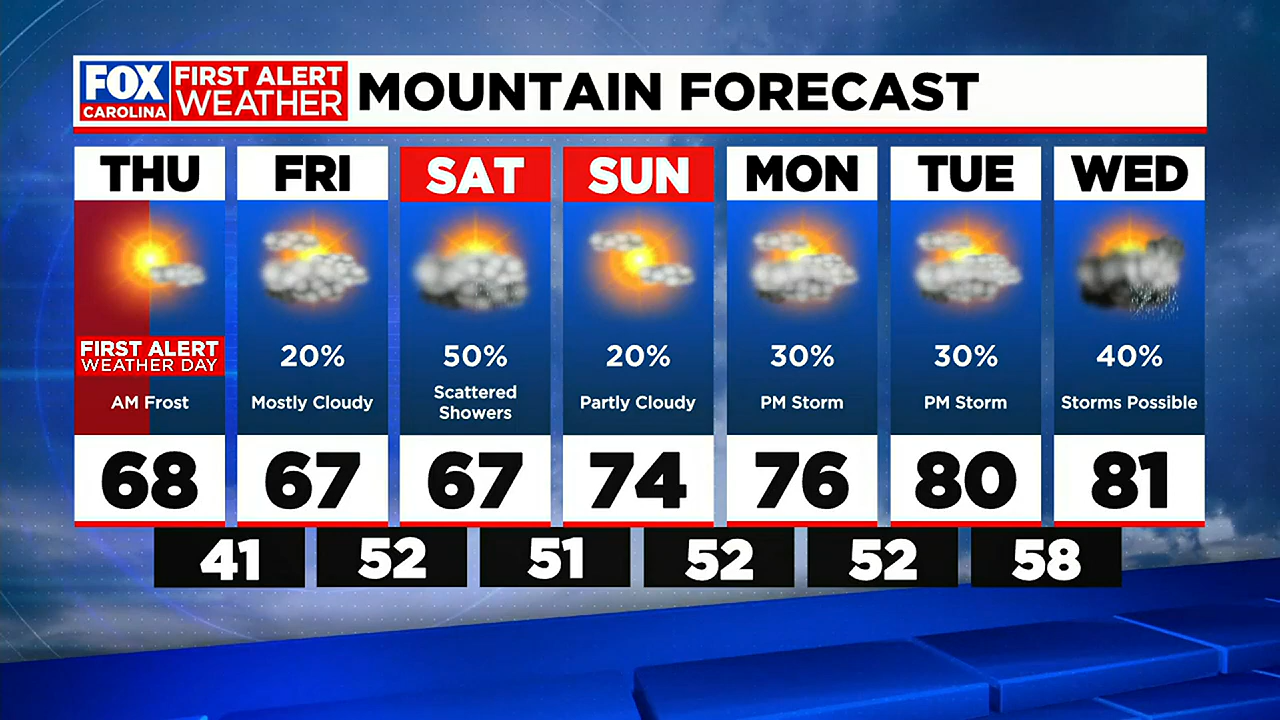 FOX
CAROLINA
FIRST ALERT
WEATHER
MOUNTAIN FORECAST
THU
FRI
SAT
SUN
MON
TUE
WED
20%
50%
20%
30%
30%
40%
FIRST ALERT
WEATHER DAY
AM Frost
Mostly Cloudy
Scattered
Showers
Partly Cloudy
PM Storm
PM Storm
Storms Possible
68
67
67
74
76
80
81
41
52
51
52
52
58